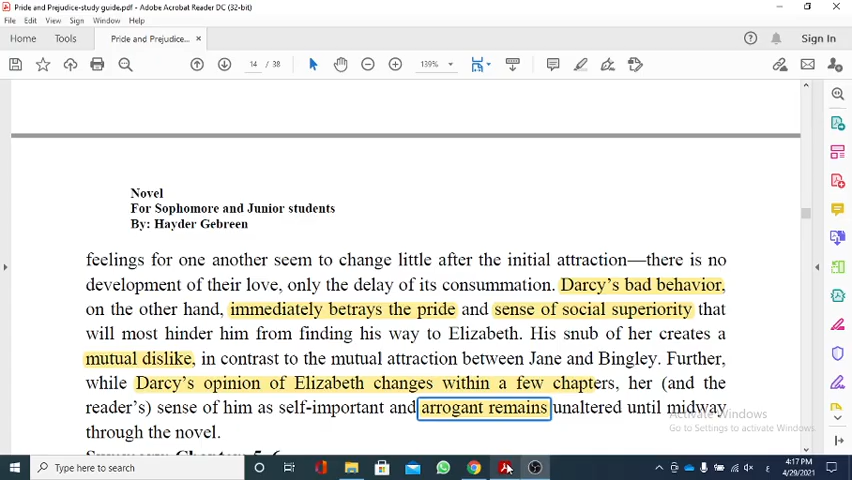 Pride and Prejudice-study guide.pdf - Adobe Acrobat Reader DC (32-bit)
File Edit View Sign Window Help
Home Tools Pride and Prejudice... × Sign In
14 / 38 139%
Novel
For Sophomore and Junior students
By: Hayder Gebreen
feelings for one another seem to change little after the initial attraction—there is no
development of their love, only the delay of its consummation. Darcy's bad behavior,
on the other hand, immediately betrays the pride and sense of social superiority that
will most hinder him from finding his way to Elizabeth. His snub of her creates a
mutual dislike, in contrast to the mutual attraction between Jane and Bingley. Further,
while Darcy's opinion of Elizabeth changes within a few chapters, her (and the
reader's) sense of him as self-important and arrogant remains unaltered until midway
through the novel.
Activate Windows
Go to Settings to activate Windows.
Summary: Chapter 5-6
Type here to search
ع 4:17 PM
4/29/2021